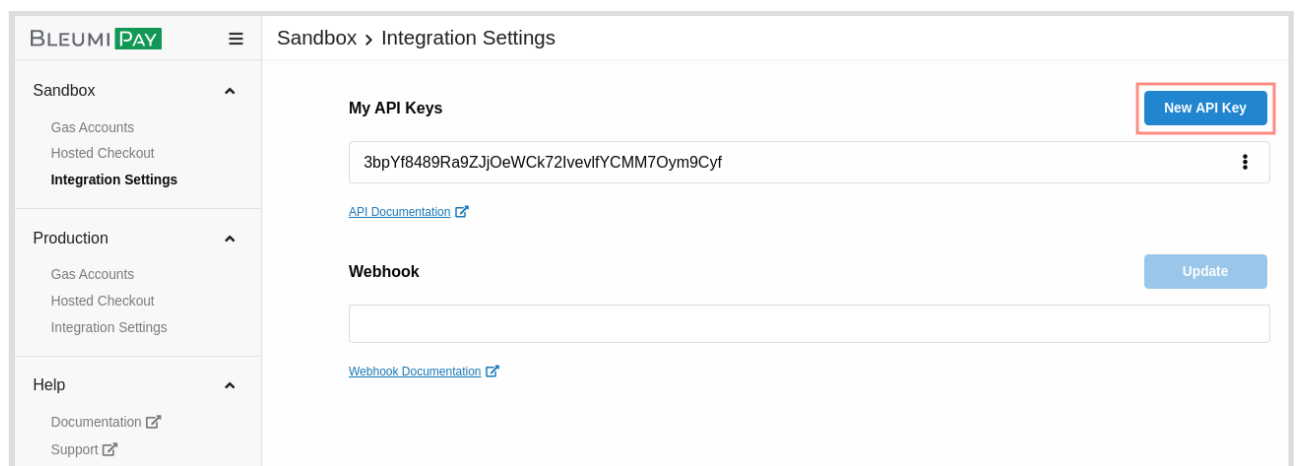 BLEUMI PAY
Sandbox > Integration Settings
Sandbox
Gas Accounts
Hosted Checkout
Integration Settings
Production
Gas Accounts
Hosted Checkout
Integration Settings
Help
Documentation
Support
My API Keys
New API Key
3bpYf8489Ra9ZJjOeWCk72IvevlfYCMM7Oym9Cyf
API Documentation
Webhook
Update
Webhook Documentation